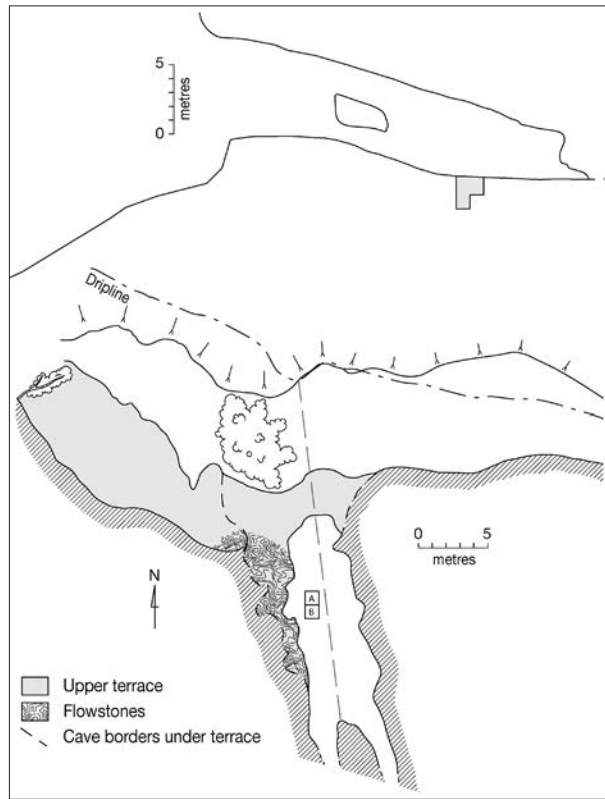 5
metres
0
Dripline
0 5
metres
N
A
B
Upper terrace
Flowstones
Cave borders under terrace